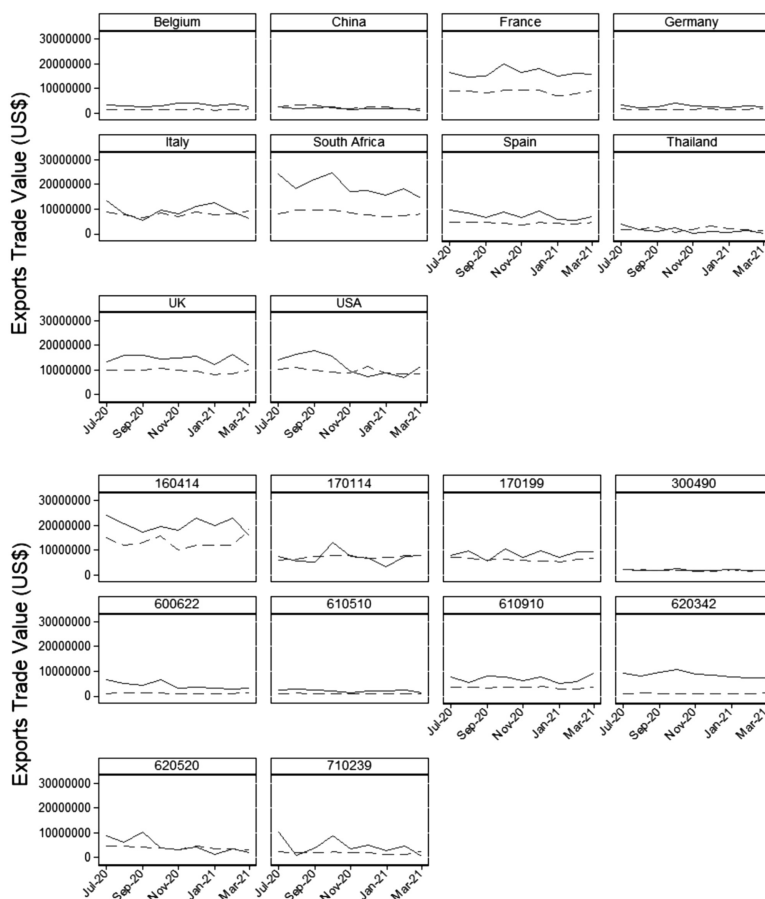 Exports Trade Value (US$)
Belgium China France Germany
30000000
20000000
10000000
0
Italy South Africa Spain Thailand
30000000
20000000
10000000
0
Jul-20 Sep-20 Nov-20 Jan-21 Mar-21 Jul-20 Sep-20 Nov-20 Jan-21 Mar-21
UK USA
30000000
20000000
10000000
0
Jul-20 Sep-20 Nov-20 Jan-21 Mar-21 Jul-20 Sep-20 Nov-20 Jan-21 Mar-21
Exports Trade Value (US$)
160414 170114 170199 300490
30000000
20000000
10000000
0
600622 610510 610910 620342
30000000
20000000
10000000
0
Jul-20 Sep-20 Nov-20 Jan-21 Mar-21 Jul-20 Sep-20 Nov-20 Jan-21 Mar-21
620520 710239
30000000
20000000
10000000
0
Jul-20 Sep-20 Nov-20 Jan-21 Mar-21 Jul-20 Sep-20 Nov-20 Jan-21 Mar-21